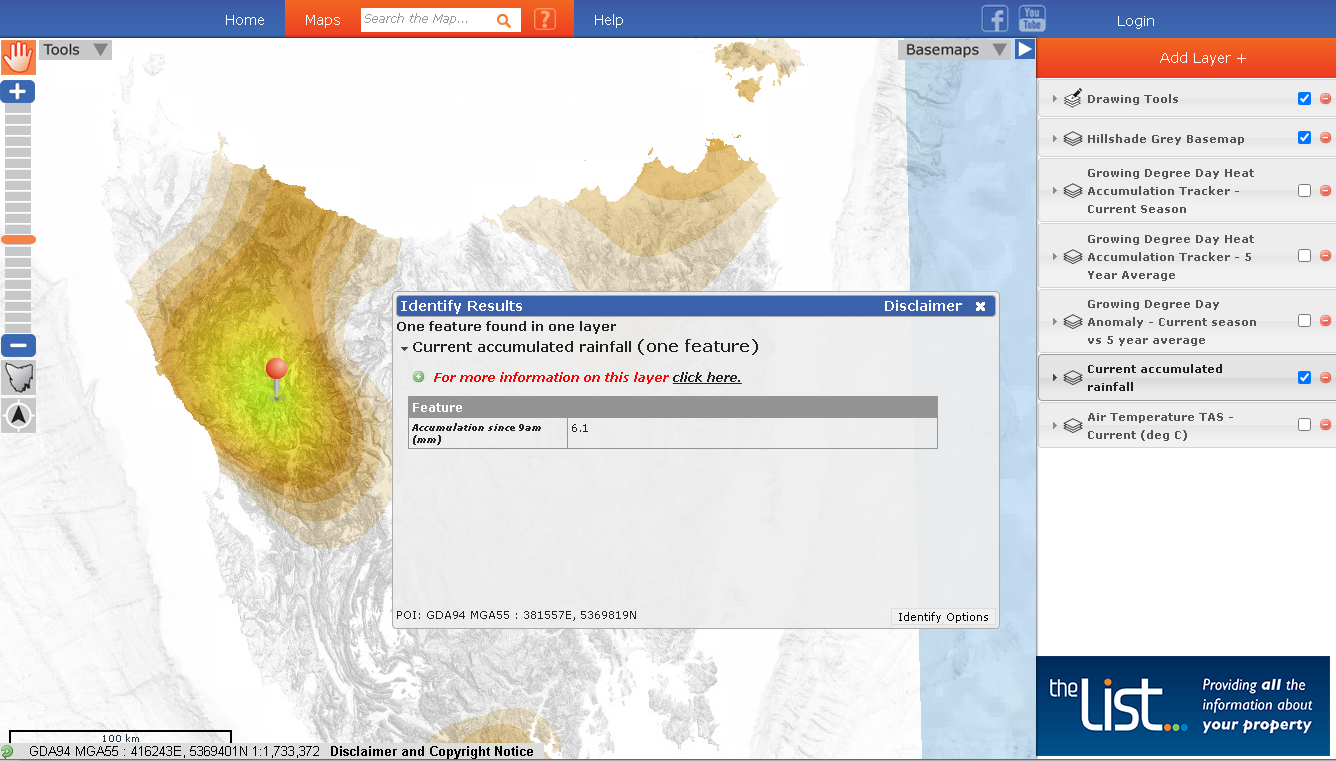 Home
Maps
Search the Map...
?
Help
f
You
Tube
Login
Tools
Basemaps
Add Layer +
Drawing Tools
Hillshade Grey Basemap
Growing Degree Day Heat
Accumulation Tracker -
Current Season
Growing Degree Day Heat
Accumulation Tracker - 5
Year Average
Growing Degree Day
Anomaly - Current season
vs 5 year average
Current accumulated
rainfall
Air Temperature TAS -
Current (deg C)
Identify Results
Disclaimer
One feature found in one layer
Current accumulated rainfall (one feature)
For more information on this layer click here.
Feature
Accumulation since 9am
(mm)
6.1
POI: GDA94 MGA55 : 381557E, 5369819N
Identify Options
the List...
Providing all the
information about
your property
100 km
GDA94 MGA55 : 416243E, 5369401N 1:1,733,372 Disclaimer and Copyright Notice